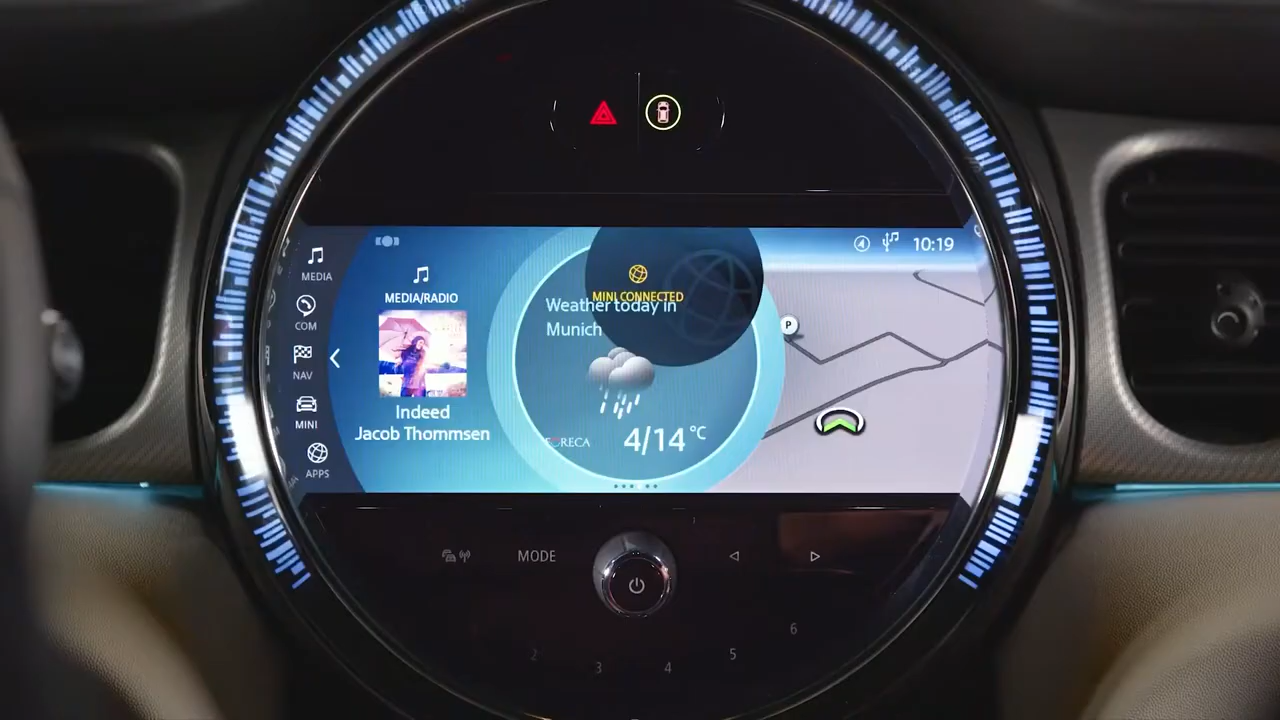 10:19
MEDIA
COM
NAV
MINI
APPS
MEDIA/RADIO
Indeed
Jacob Thommsen
MINI CONNECTED
Weather today in
Munich
4/14 °C
P
MODE
2
3
4
5
6